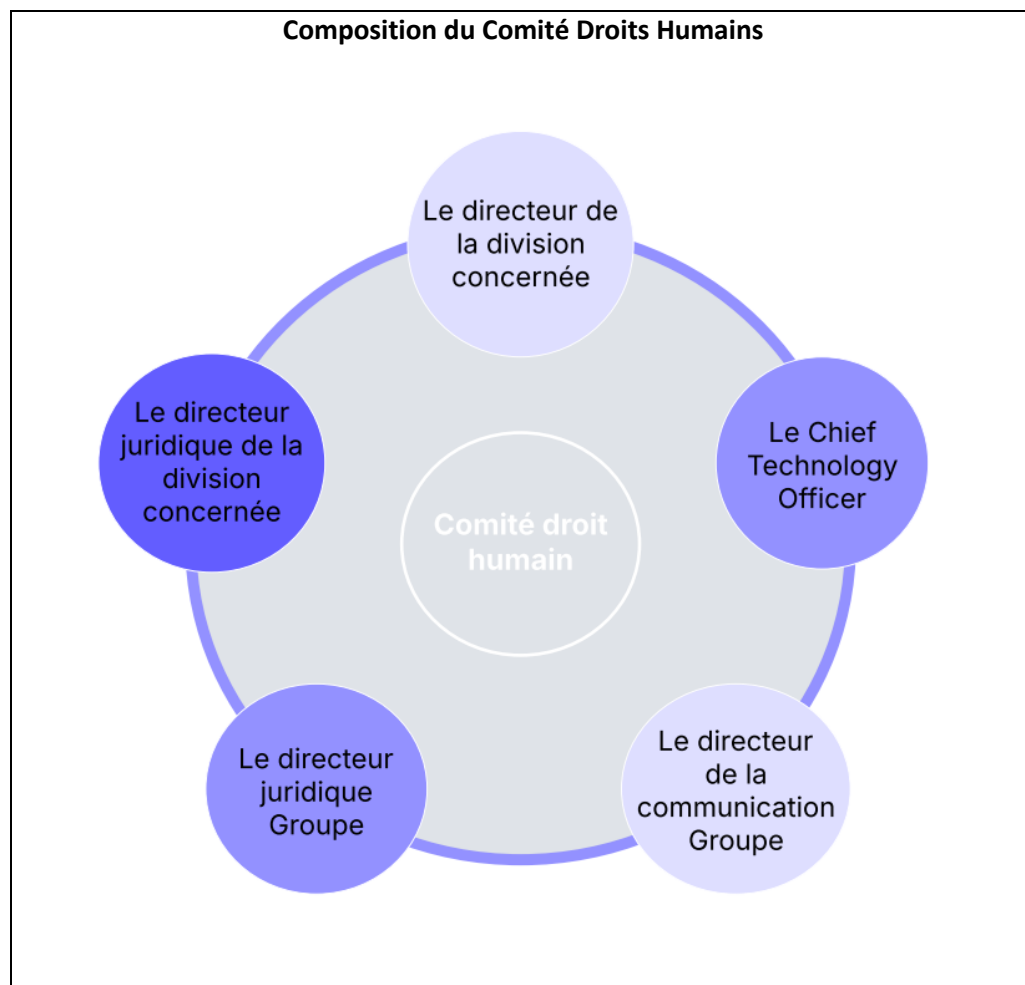 Composition du Comité Droits Humains
Le directeur de
la division
concernée
Le directeur
juridique de la
division
concernée
Le Chief
Technology
Officer
Comité droit
humain
Le directeur
juridique
Groupe
Le directeur
de la
communication
Groupe